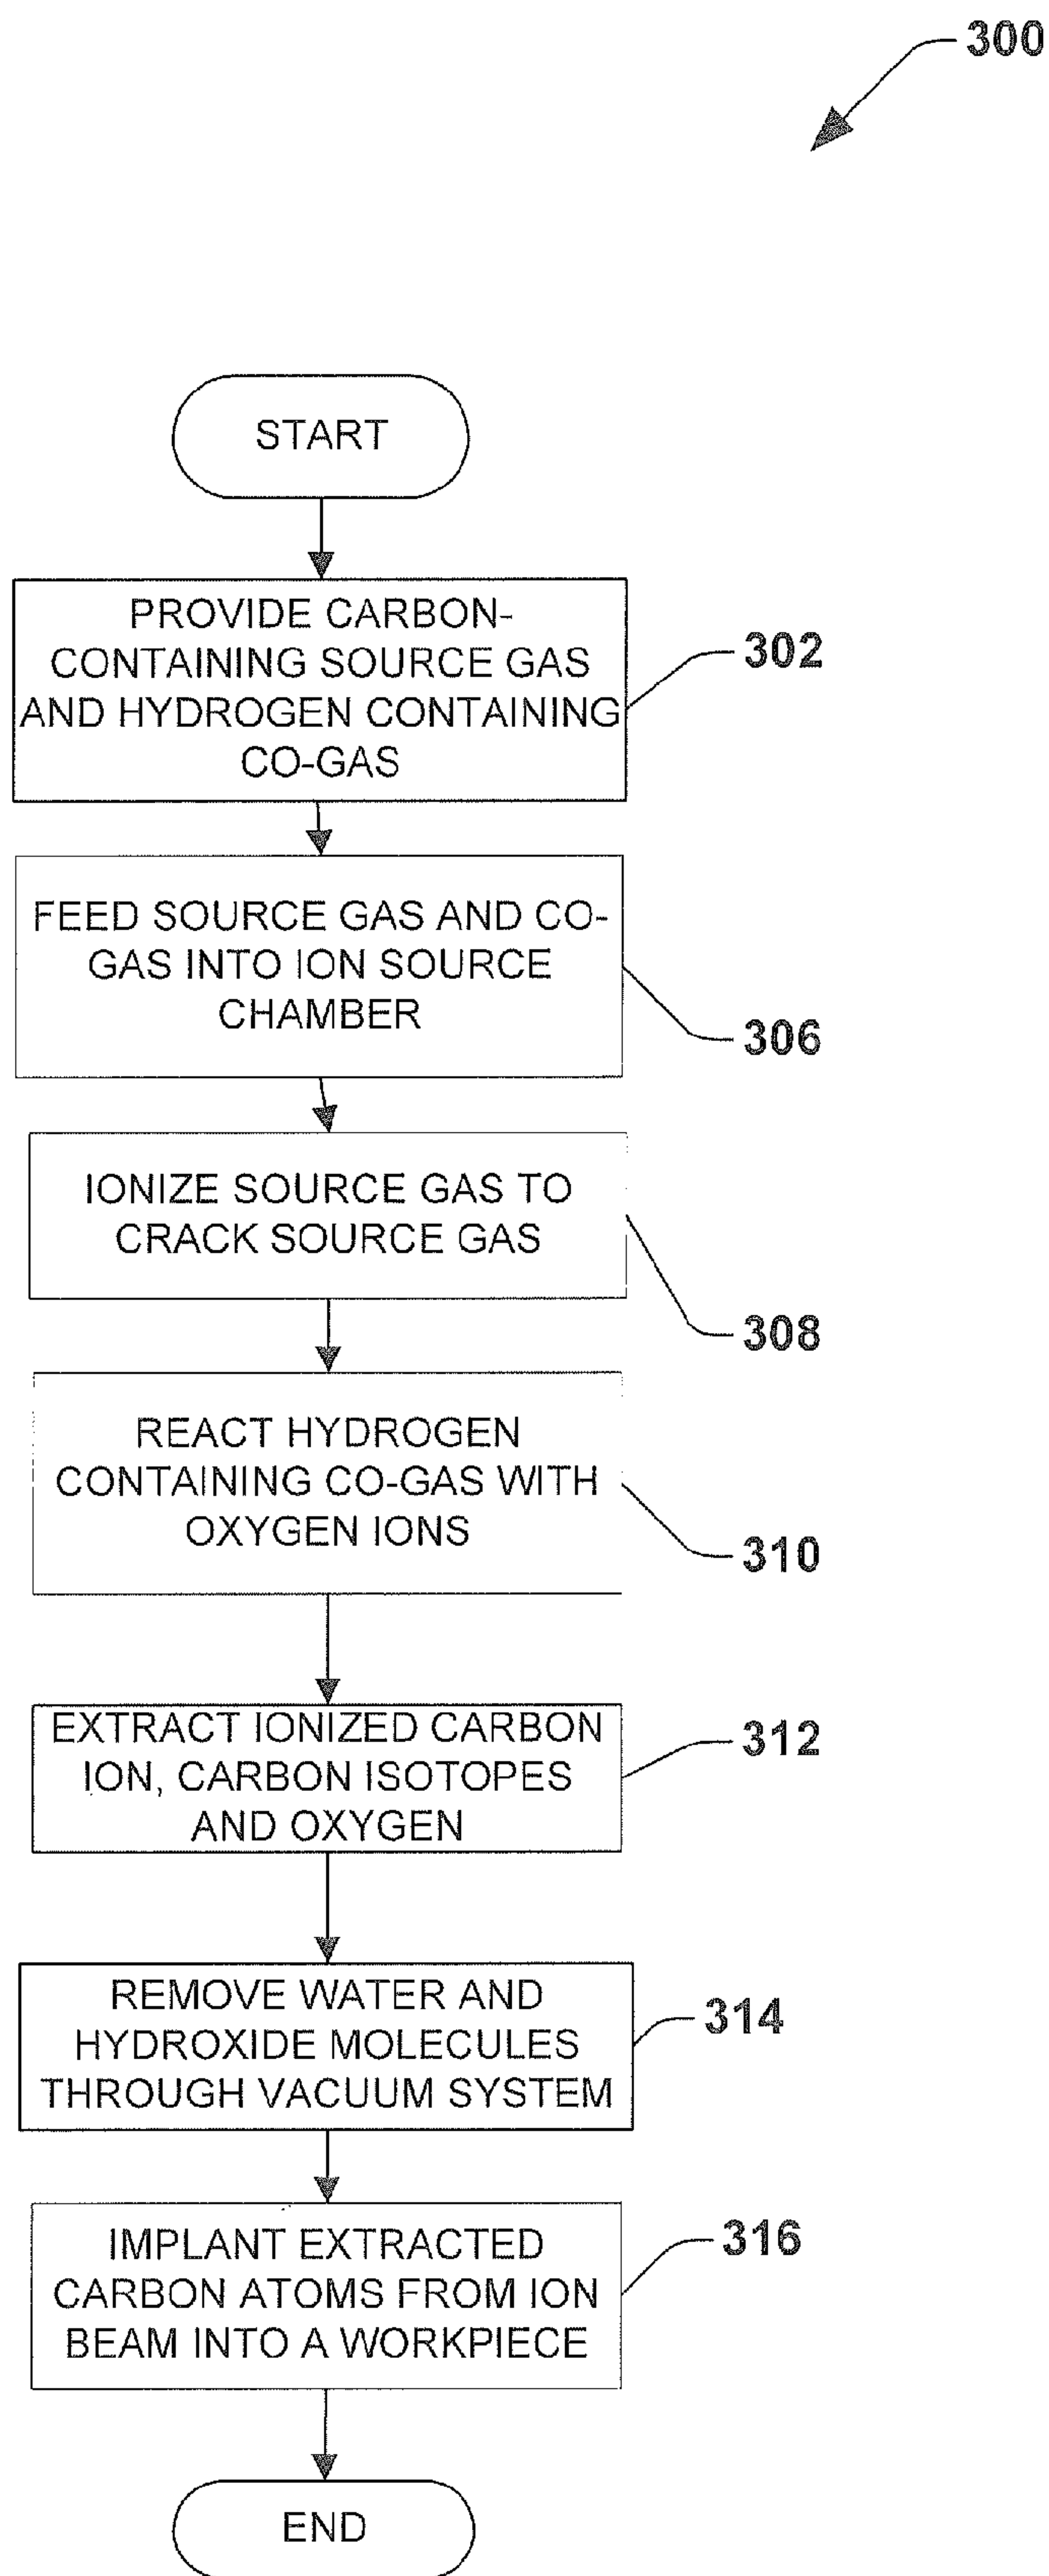 300
START
PROVIDE CARBON-
CONTAINING SOURCE GAS
AND HYDROGEN CONTAINING
CO-GAS
302
FEED SOURCE GAS AND CO-
GAS INTO ION SOURCE
CHAMBER
306
IONIZE SOURCE GAS TO
CRACK SOURCE GAS
308
REACT HYDROGEN
CONTAINING CO-GAS WITH
OXYGEN IONS
310
EXTRACT IONIZED CARBON
ION, CARBON ISOTOPES
AND OXYGEN
312
REMOVE WATER AND
HYDROXIDE MOLECULES
THROUGH VACUUM SYSTEM
314
IMPLANT EXTRACTED
CARBON ATOMS FROM ION
BEAM INTO A WORKPIECE
316
END